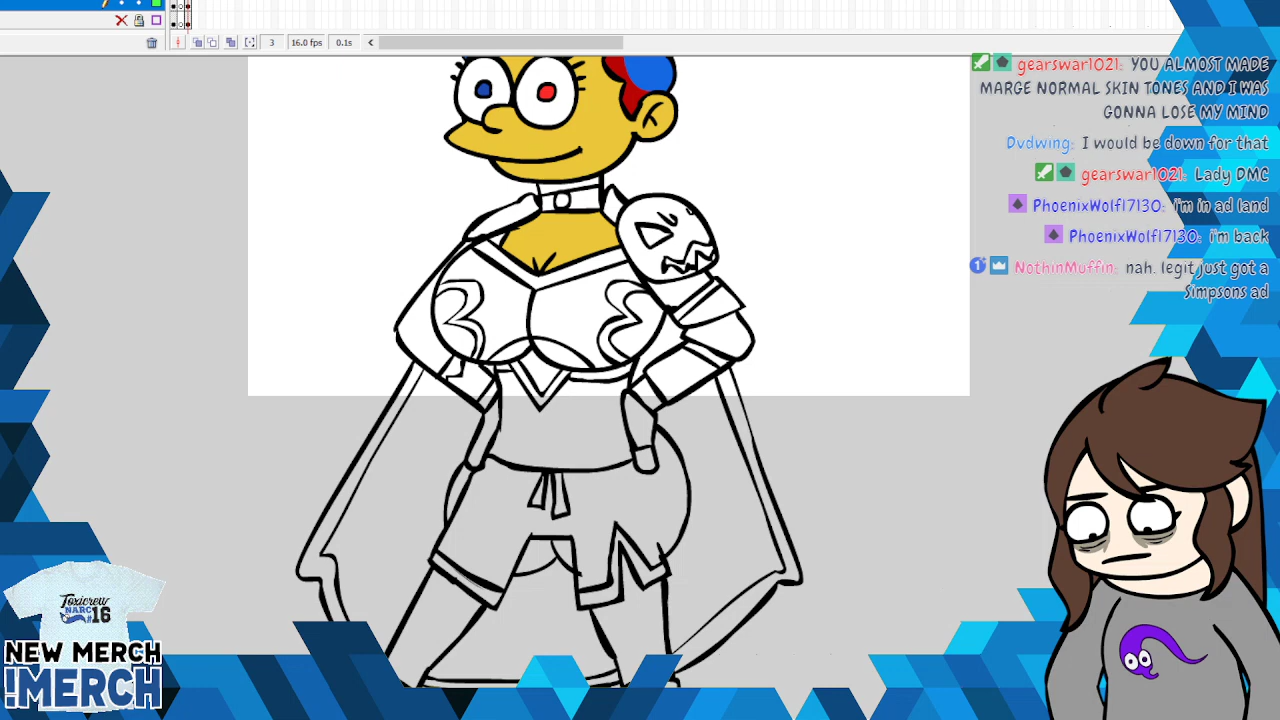 3 16.0 fps 0.1s
gearswar1021: YOU ALMOST MADE
MARGE NORMAL SKIN TONES AND I WAS
GONNA LOSE MY MIND
Dvdwing: I would be down for that
gearswar1021: Lady DMC
PhoenixWolf17130: i'm in ad land
PhoenixWolf17130: i'm back
1 NothinMuffin: nah. legit just got a
Simpsons ad
Toxicrew
NARC
#16
NEW MERCH
!MERCH